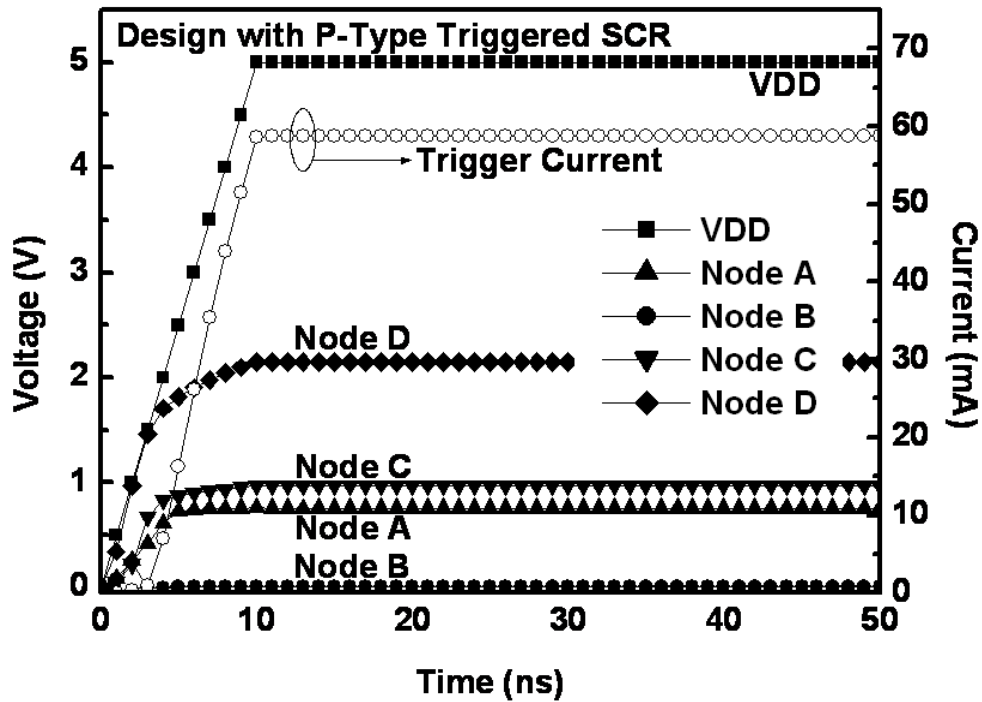 Design with P-Type Triggered SCR
VDD
Trigger Current
VDD
Node A
Node B
Node C
Node D
Node D
Node C
Node A
Node B
Voltage (V)
5
4
3
2
1
0
Current (mA)
70
60
50
40
30
20
10
0
0
10
20
30
40
50
Time (ns)